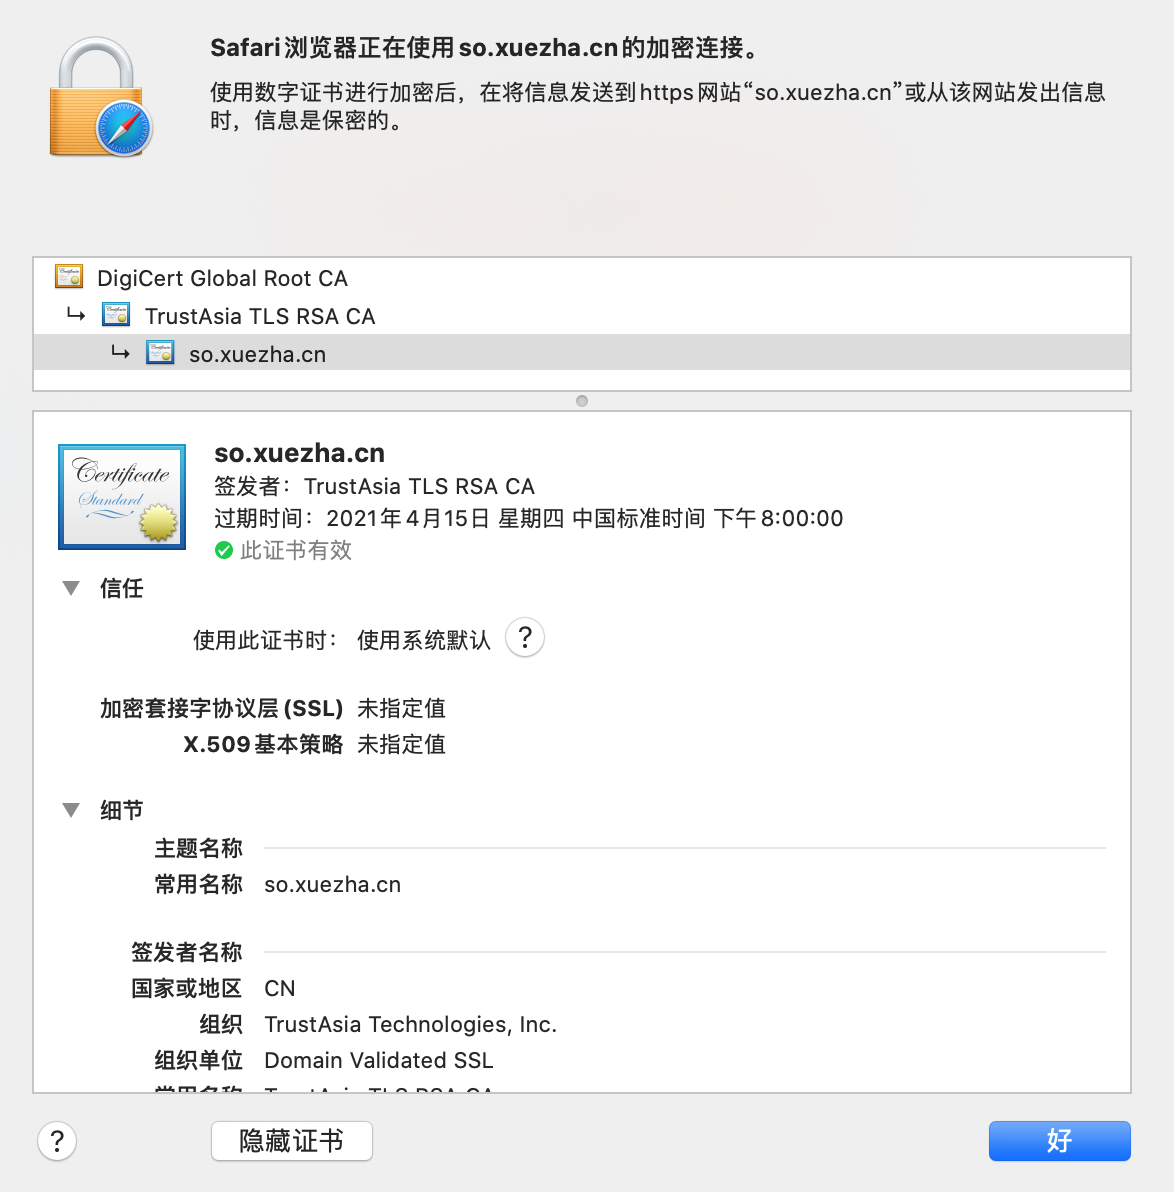 Safari浏览器正在使用so.xuezha.cn的加密连接。
使用数字证书进行加密后，在将信息发送到https网站“so.xuezha.cn”或从该网站发出信息
时，信息是保密的。
DigiCert Global Root CA
TrustAsia TLS RSA CA
so.xuezha.cn
Certificate
Standard
so.xuezha.cn
签发者：TrustAsia TLS RSA CA
过期时间：2021年4月15日 星期四 中国标准时间 下午8:00:00
此证书有效
信任
使用此证书时： 使用系统默认 ?
加密套接字协议层(SSL) 未指定值
X.509基本策略 未指定值
细节
主题名称
常用名称 so.xuezha.cn
签发者名称
国家或地区 CN
组织 TrustAsia Technologies, Inc.
组织单位 Domain Validated SSL
常用名称 TrustAsia TLS RSA CA
? 隐藏证书 好